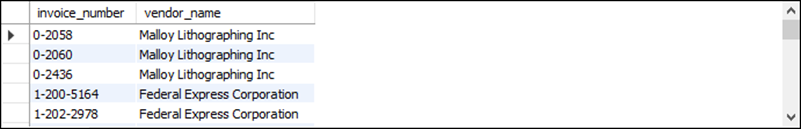 invoice_number vendor_name
0-2058 Malloy Lithographing Inc
0-2060 Malloy Lithographing Inc
0-2436 Malloy Lithographing Inc
1-200-5164 Federal Express Corporation
1-202-2978 Federal Express Corporation